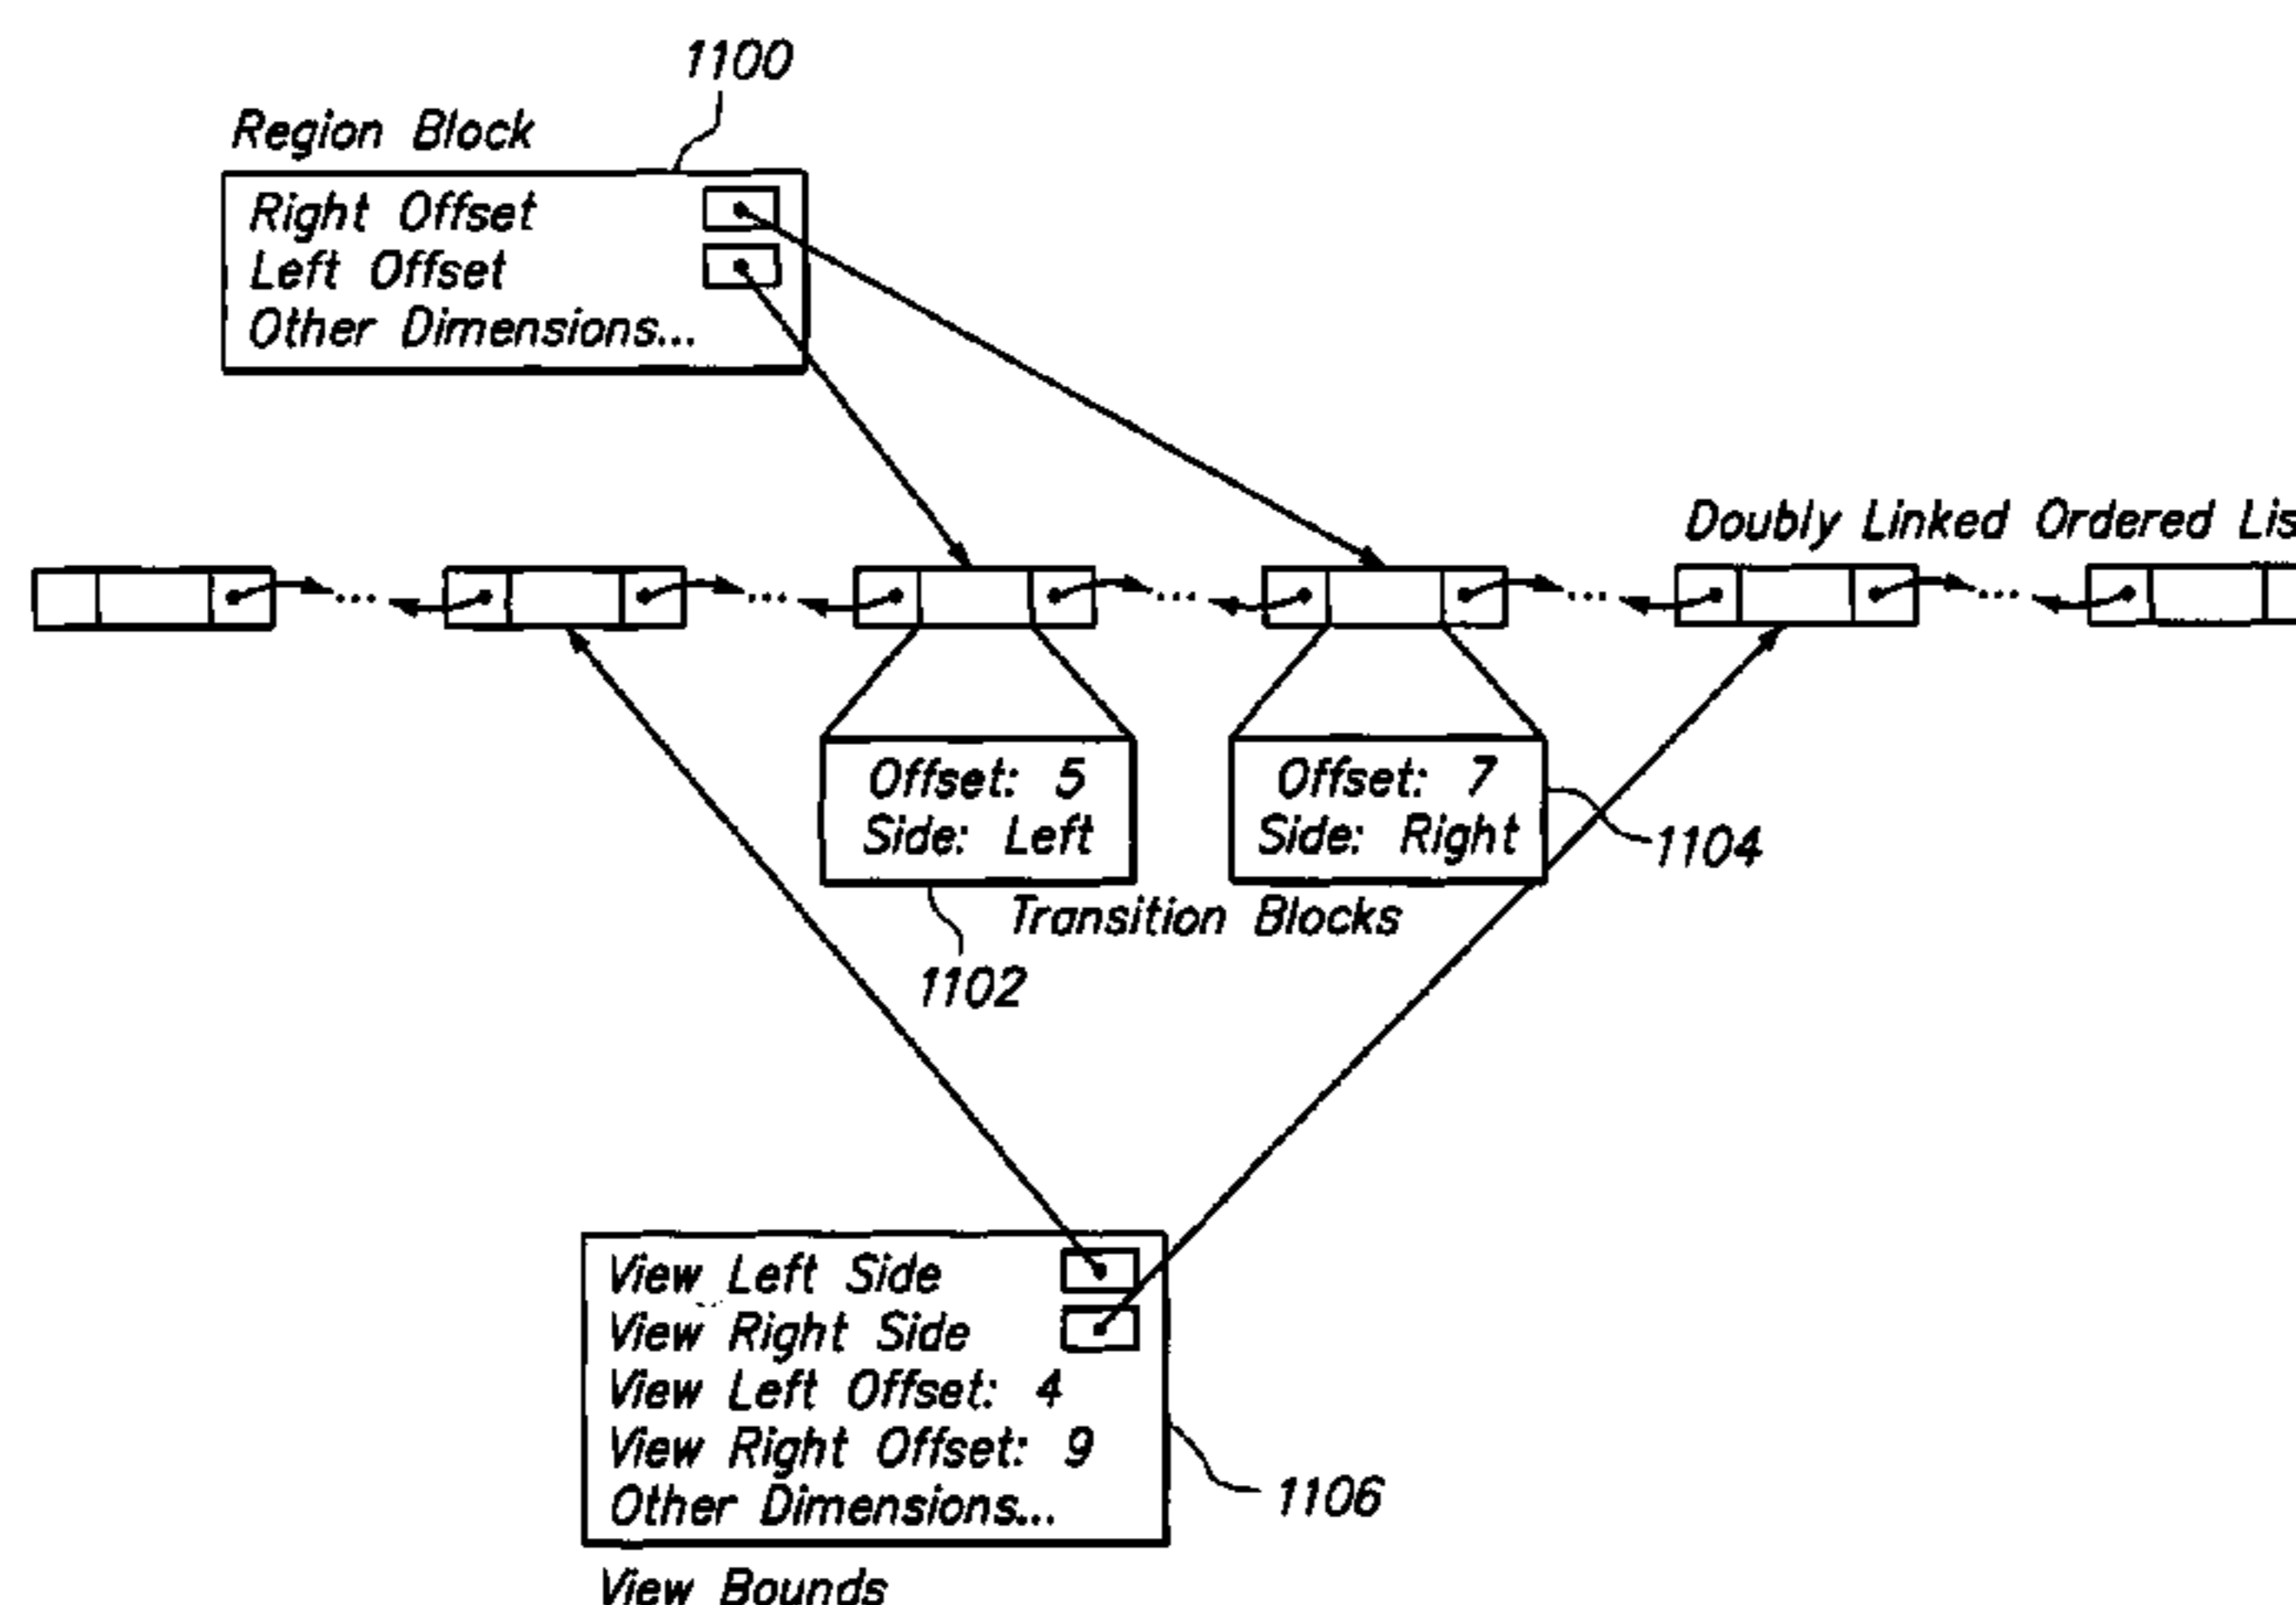 1100
Region Block
Right Offset
Left Offset
Other Dimensions...
Doubly Linked Ordered Lis
Offset: 5
Side: Left
Offset: 7
Side: Right
1104
Transition Blocks
1102
View Left Side
View Right Side
View Left Offset: 4
View Right Offset: 9
Other Dimensions...
1106
View Bounds